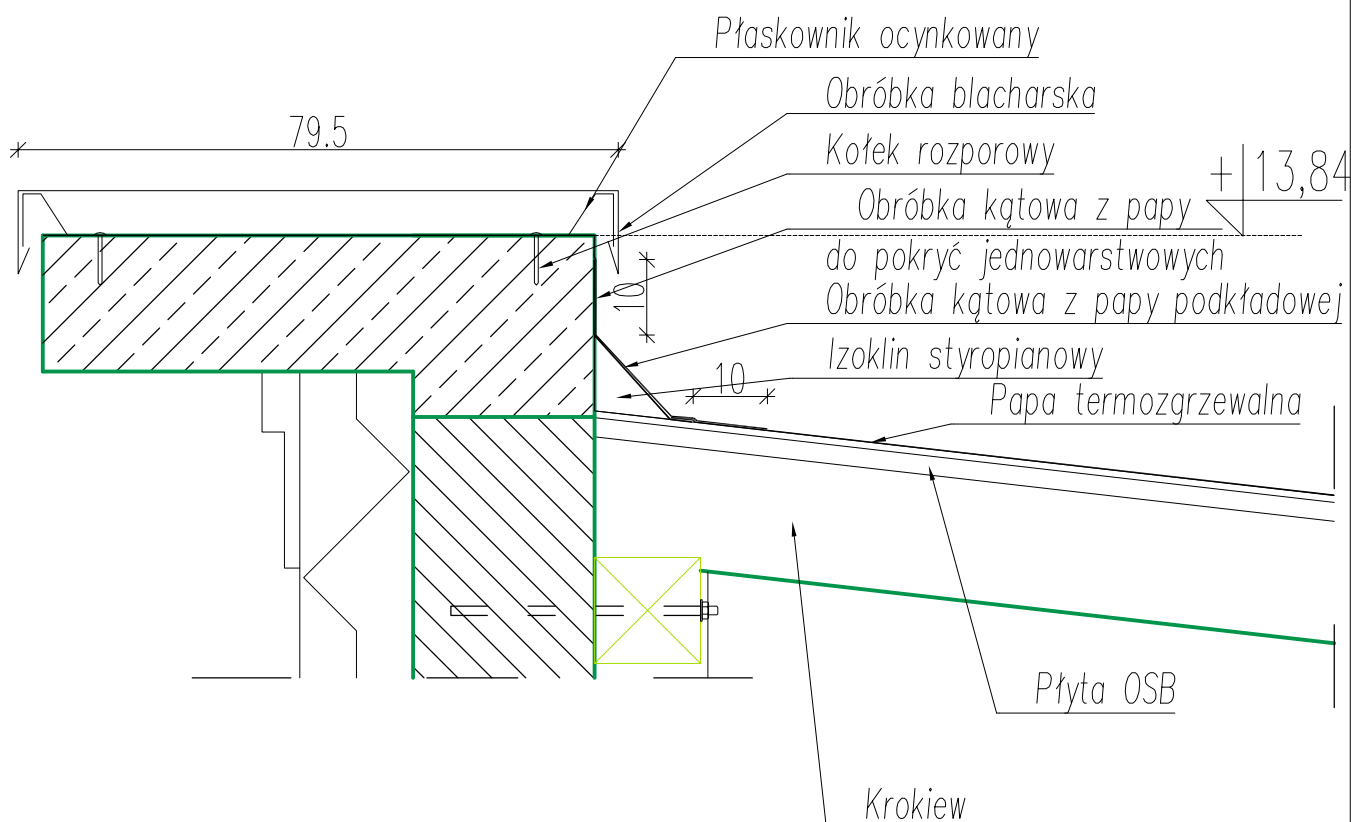 Płaskownik ocynkowany
Obróbka blacharska
79.5
Kołek rozporowy
+13,84
Obróbka kątowa z papy
do pokryć jednowarstwowych
10
Obróbka kątowa z papy podkładowej
Izoklin styropianowy
10
Papa termozgrzewalna
Płyta OSB
Krokiew